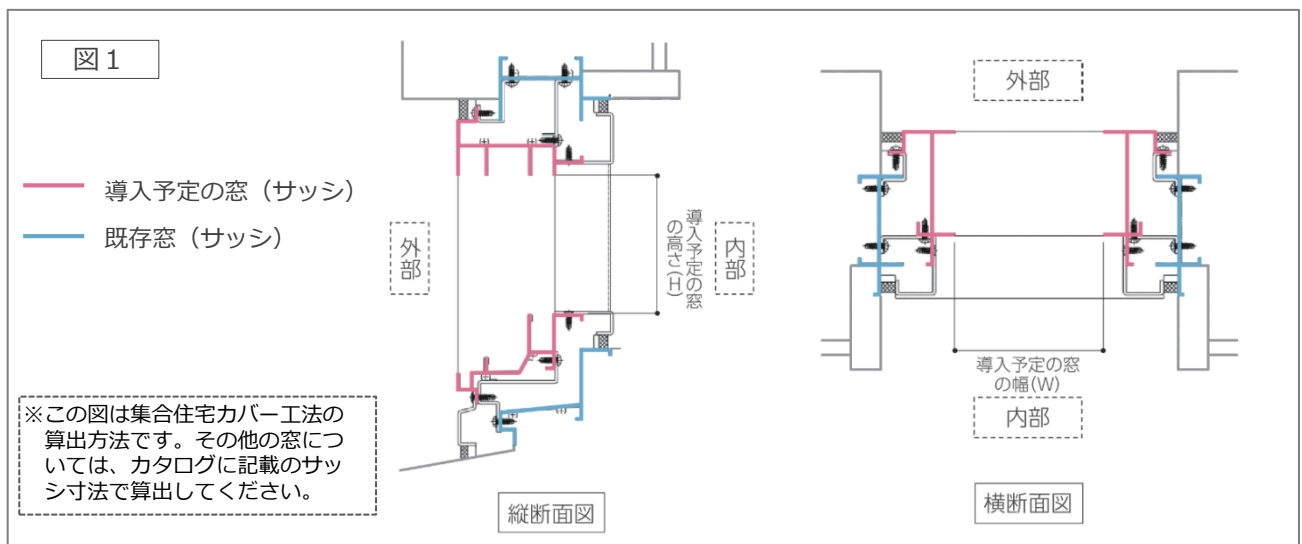 図1
導入予定の窓（サッシ）
既存窓（サッシ）
※この図は集合住宅カバー工法の
算出方法です。その他の窓につ
いては、カタログに記載のサッ
シ寸法で算出してください。
外部
導入予定の窓
の高さ(H)
内部
縦断面図
外部
導入予定の窓
の幅(W)
内部
横断面図